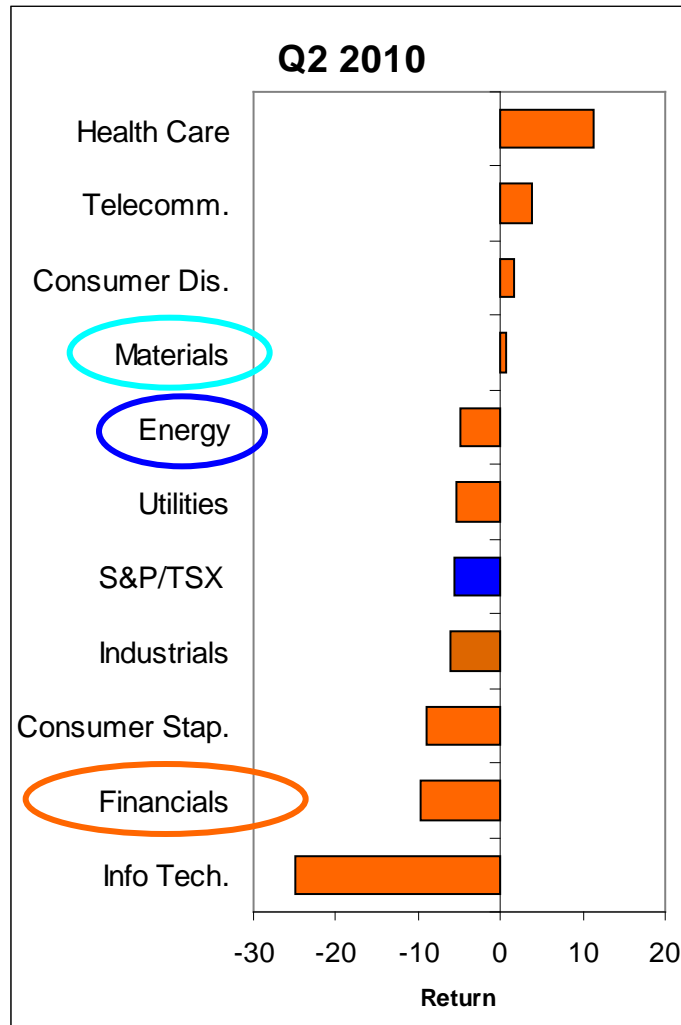 Q2 2010
Health Care
Telecomm.
Consumer Dis.
Materials
Energy
Utilities
S&P/TSX
Industrials
Consumer Stap.
Financials
Info Tech.
-30 -20 -10 0 10 20
Return